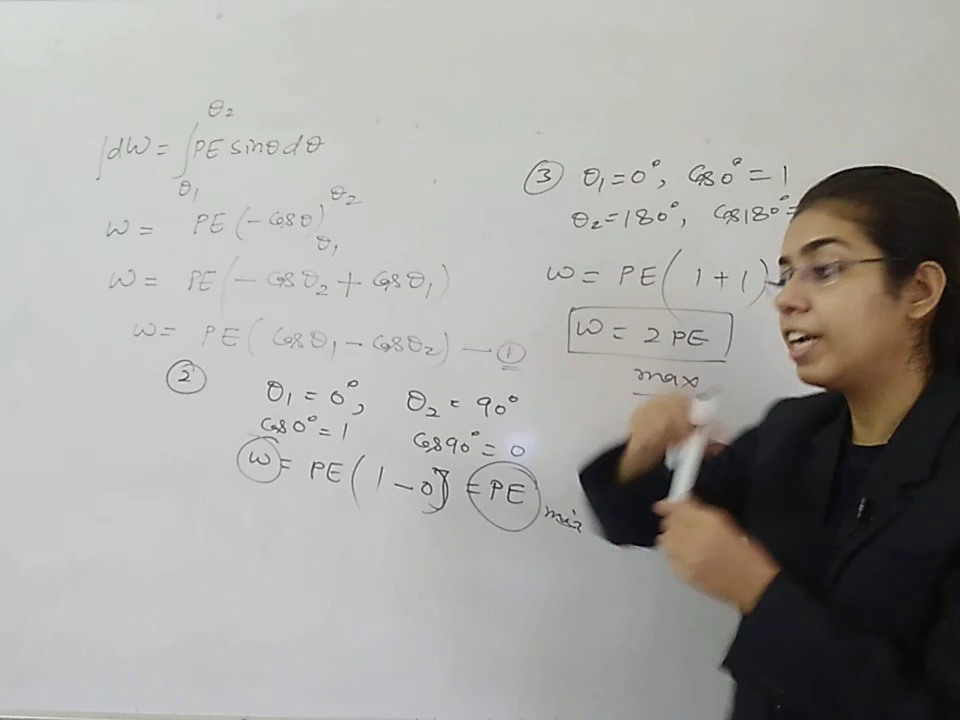 θ2
∫dW = ∫PE sinθ dθ
θ1
W = PE(-cosθ)θ2 θ1
W = PE(-cosθ2 + cosθ1)
W = PE(cosθ1 - cosθ2) — ①
②
θ1 = 0°, θ2 = 90°
cos0° = 1 cos90° = 0
W = PE(1 - 0) = PE
③ θ1 = 0°, cos0° = 1
θ2 = 180°, cos180° =
W = PE(1 + 1)
W = 2PE
max